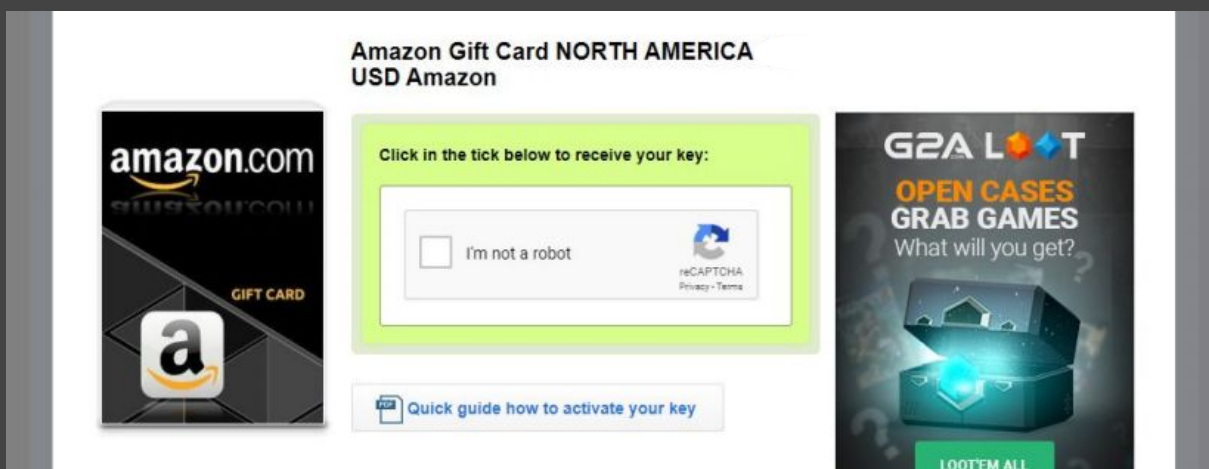 Amazon Gift Card NORTH AMERICA
USD Amazon
amazon.com
GIFT CARD
a
Click in the tick below to receive your key:
I'm not a robot
reCAPTCHA
Privacy - Terms
Quick guide how to activate your key
PDF
G2A LOOT
OPEN CASES
GRAB GAMES
What will you get?
LOOT'EM ALL